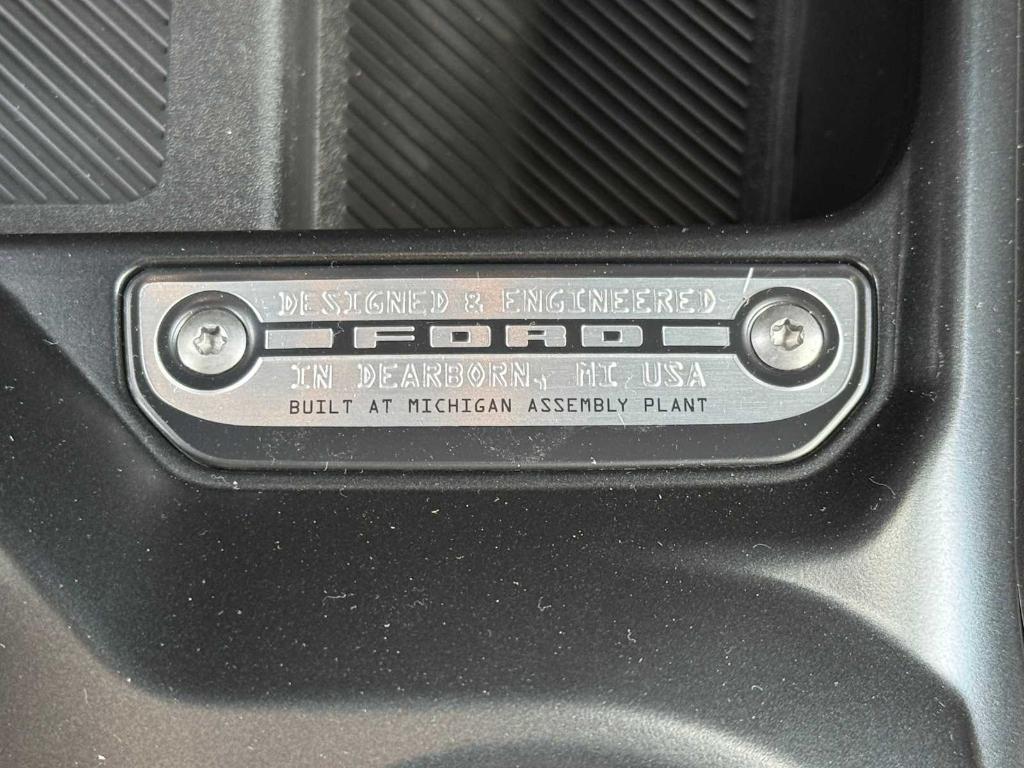 DESIGNED & ENGINEERED
FORD
IN DEARBORN, MI USA
BUILT AT MICHIGAN ASSEMBLY PLANT